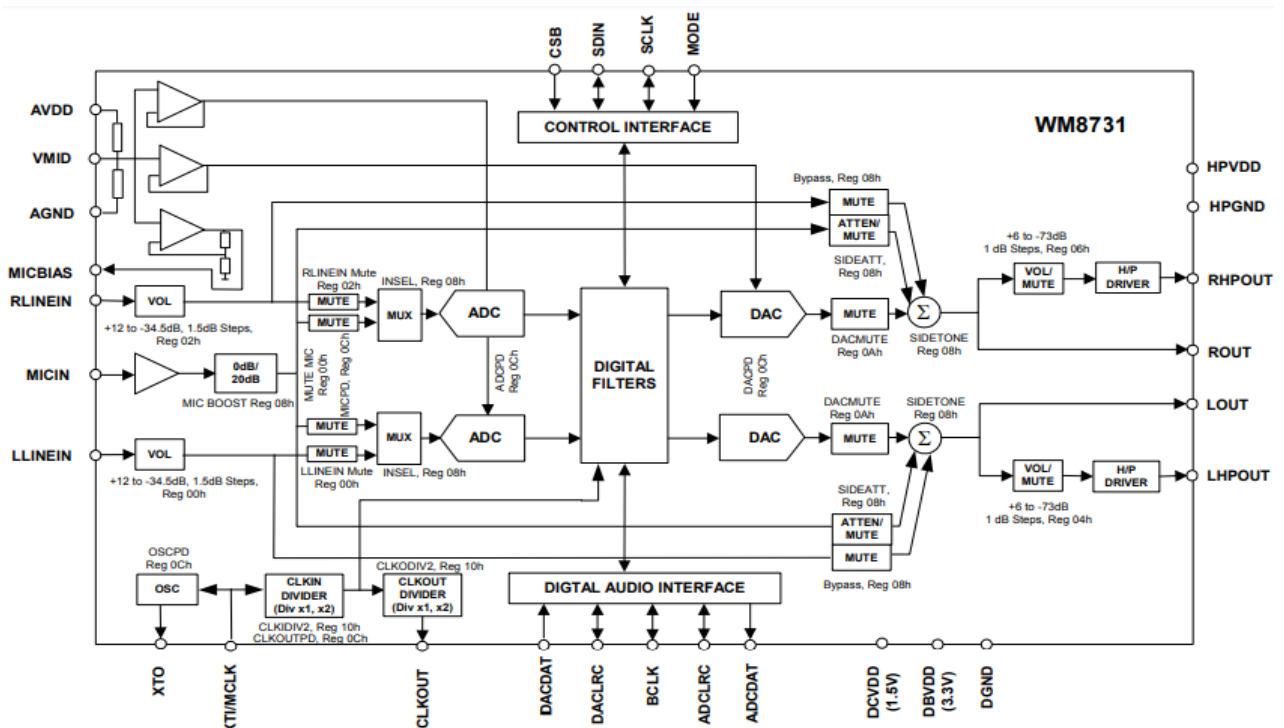 CSB
SDIN
SCLK
MODE
AVDD
VMID
AGND
MICBIAS
RLINEIN
MICIN
LLINEIN
CONTROL INTERFACE
WM8731
HPVDD
HPGND
RHPOUT
ROUT
LOUT
LHPOUT
Bypass, Reg 08h
MUTE
ATTEN/
MUTE
SIDEATT,
Reg 08h
+6 to -73dB
1 dB Steps, Reg 06h
VOL/
MUTE
H/P
DRIVER
VOL
+12 to -34.5dB, 1.5dB Steps,
Reg 02h
RLINEIN Mute
Reg 02h
INSEL, Reg 08h
MUTE
MUTE
MUX
ADC
DAC
MUTE
Σ
DACMUTE
Reg 0Ah
SIDETONE
Reg 08h
0dB/
20dB
MIC BOOST Reg 08h
MUTE MIC
Reg 00h
MICPD, Reg 0Ch
ADCPD
Reg 0Ch
DIGITAL
FILTERS
DACPD
Reg 0Ch
DACMUTE
Reg 0Ah
SIDETONE
Reg 08h
VOL
+12 to -34.5dB, 1.5dB Steps,
Reg 00h
MUTE
MUTE
LLINEIN Mute
Reg 00h
MUX
INSEL, Reg 08h
ADC
DAC
MUTE
Σ
VOL/
MUTE
H/P
DRIVER
+6 to -73dB
1 dB Steps, Reg 04h
SIDEATT,
Reg 08h
ATTEN/
MUTE
MUTE
Bypass, Reg 08h
OSCPD
Reg 0Ch
OSC
CLKIN
DIVIDER
(Div x1, x2)
CLKIDIV2, Reg 10h
CLKOUTPD, Reg 0Ch
CLKODIV2, Reg 10h
CLKOUT
DIVIDER
(Div x1, x2)
DIGTAL AUDIO INTERFACE
XTO
XTI/MCLK
CLKOUT
DACDAT
DACLRC
BCLK
ADCLRC
ADCDAT
DCVDD
(1.5V)
DBVDD
(3.3V)
DGND